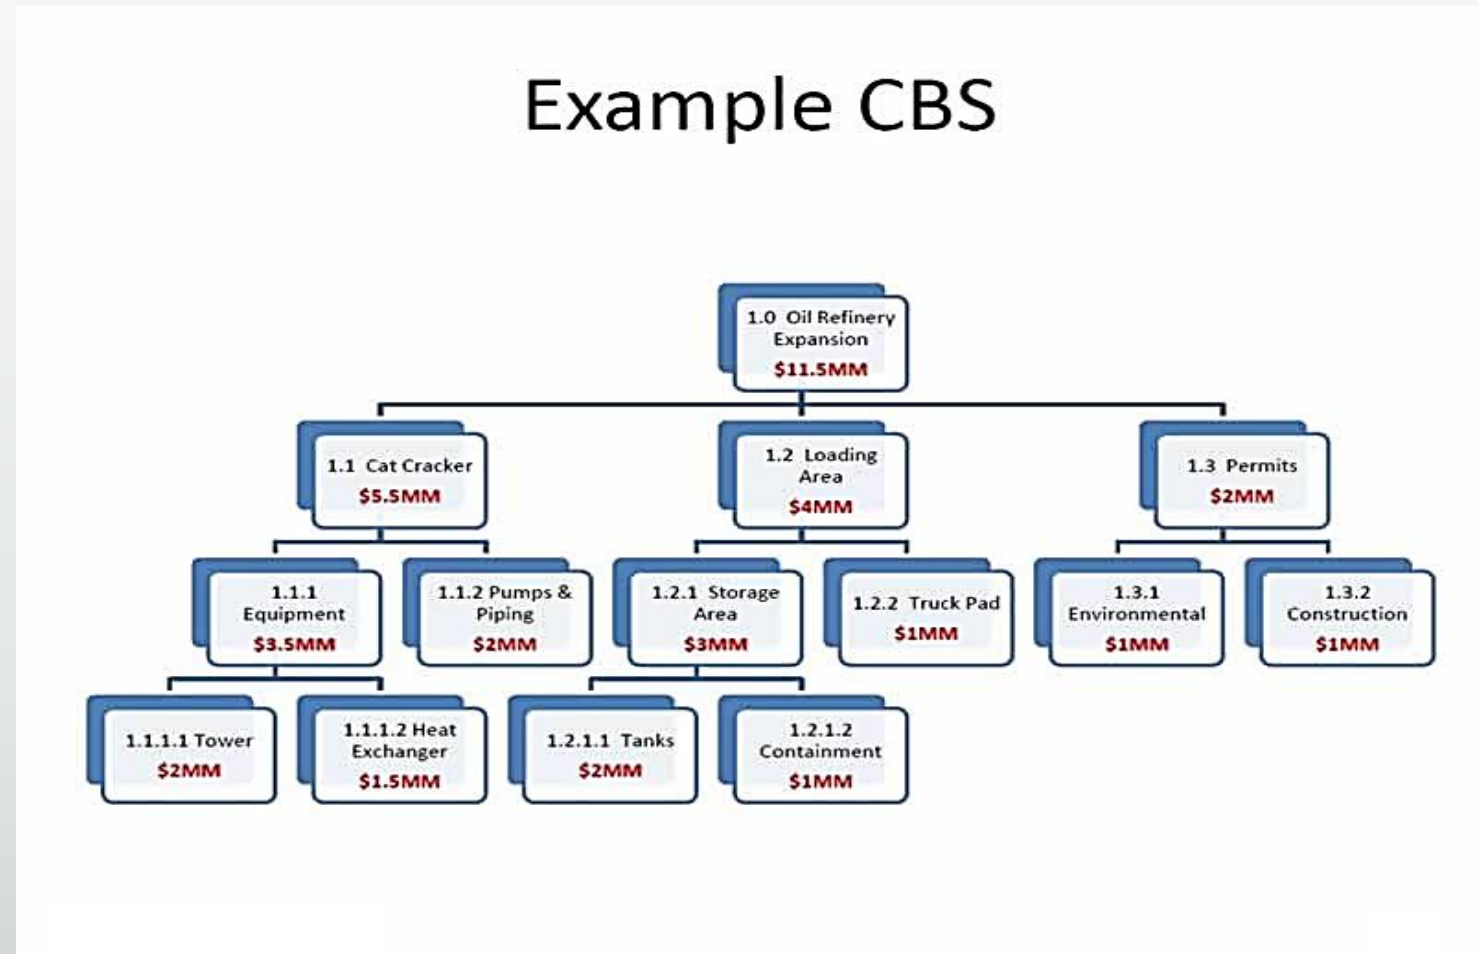 Example CBS
1.0 Oil Refinery
Expansion
$11.5MM
1.1 Cat Cracker
$5.5MM
1.2 Loading
Area
$4MM
1.3 Permits
$2MM
1.1.1
Equipment
$3.5MM
1.1.2 Pumps &
Piping
$2MM
1.2.1 Storage
Area
$3MM
1.2.2 Truck Pad
$1MM
1.3.1
Environmental
$1MM
1.3.2
Construction
$1MM
1.1.1.1 Tower
$2MM
1.1.1.2 Heat
Exchanger
$1.5MM
1.2.1.1 Tanks
$2MM
1.2.1.2
Containment
$1MM